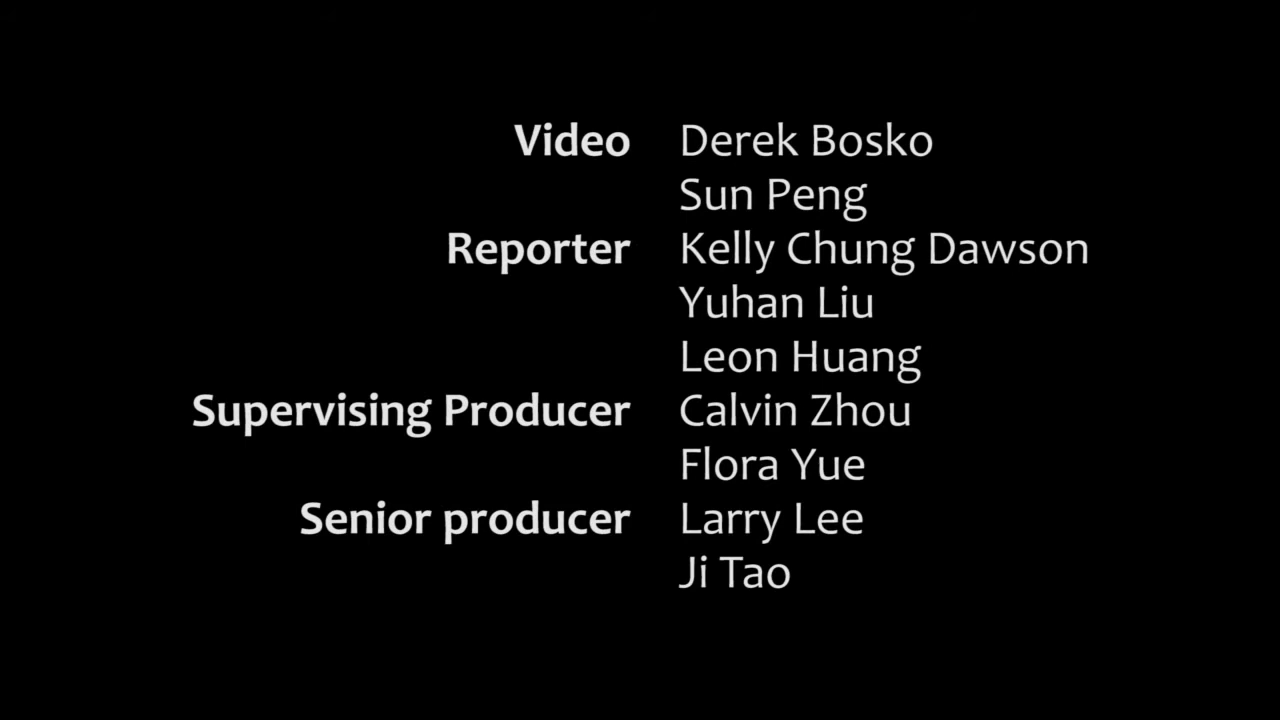 Video Derek Bosko
Sun Peng
Reporter Kelly Chung Dawson
Yuhan Liu
Leon Huang
Supervising Producer Calvin Zhou
Flora Yue
Senior producer Larry Lee
Ji Tao